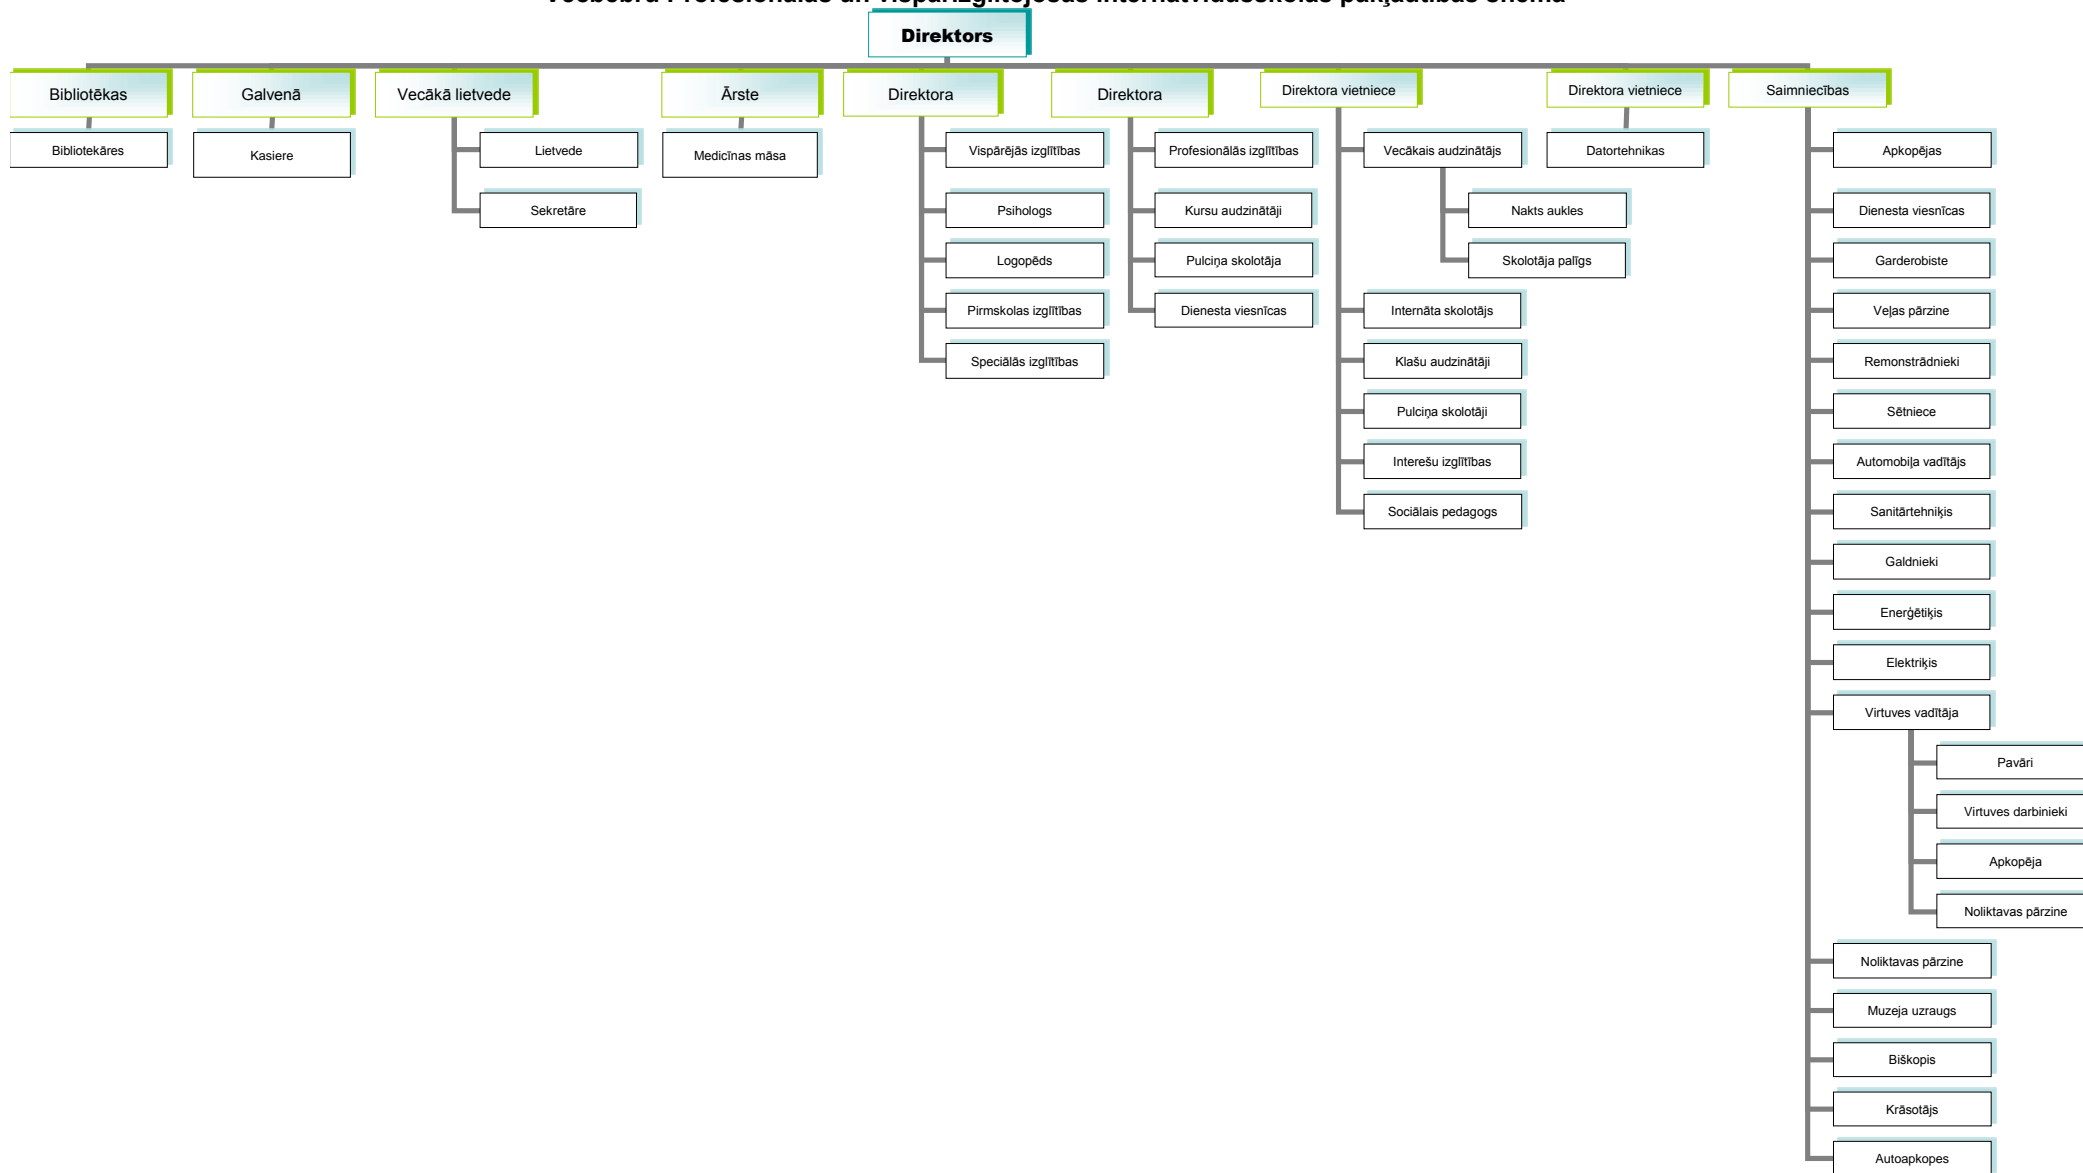 Direktors
Bibliotēkas
Galvenā
Vecākā lietvede
Ārste
Direktora
Direktora
Direktora vietniece
Direktora vietniece
Saimniecības
Bibliotekāres
Kasiere
Lietvede
Sekretāre
Medicīnas māsa
Vispārējās izglītības
Psihologs
Logopēds
Pirmskolas izglītības
Speciālās izglītības
Profesionālās izglītības
Kursu audzinātāji
Pulciņa skolotāja
Dienesta viesnīcas
Vecākais audzinātājs
Nakts aukles
Skolotāja palīgs
Internāta skolotājs
Klašu audzinātāji
Pulciņa skolotāji
Interešu izglītības
Sociālais pedagogs
Datortehnikas
Apkopējas
Dienesta viesnīcas
Garderobiste
Veļas pārzine
Remonstrādnieki
Sētniece
Automobiļa vadītājs
Sanitārtehniķis
Galdnieki
Enerģētiķis
Elektriķis
Virtuves vadītāja
Pavāri
Virtuves darbinieki
Apkopēja
Noliktavas pārzine
Noliktavas pārzine
Muzeja uzraugs
Biškopis
Krāsotājs
Autoapkopes